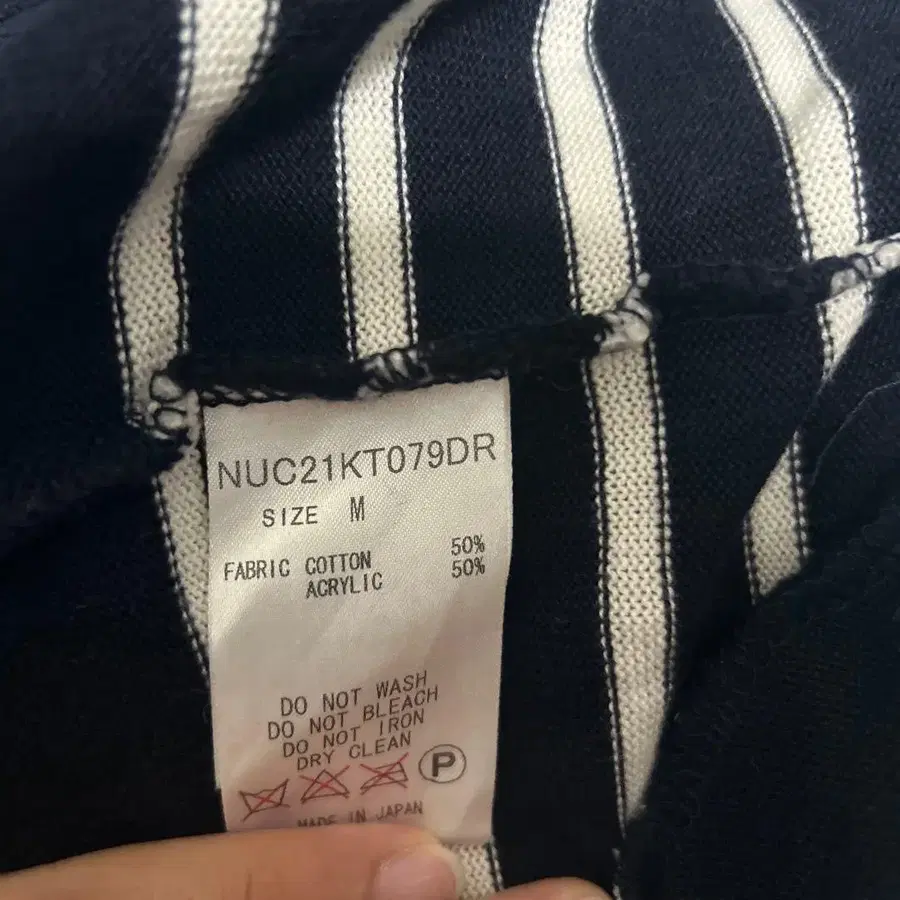 NUC21KT079DR
SIZE M
FABRIC COTTON 50%
ACRYLIC 50%
DO NOT WASH
DO NOT BLEACH
DO NOT IRON
DRY CLEAN
P
MADE IN JAPAN